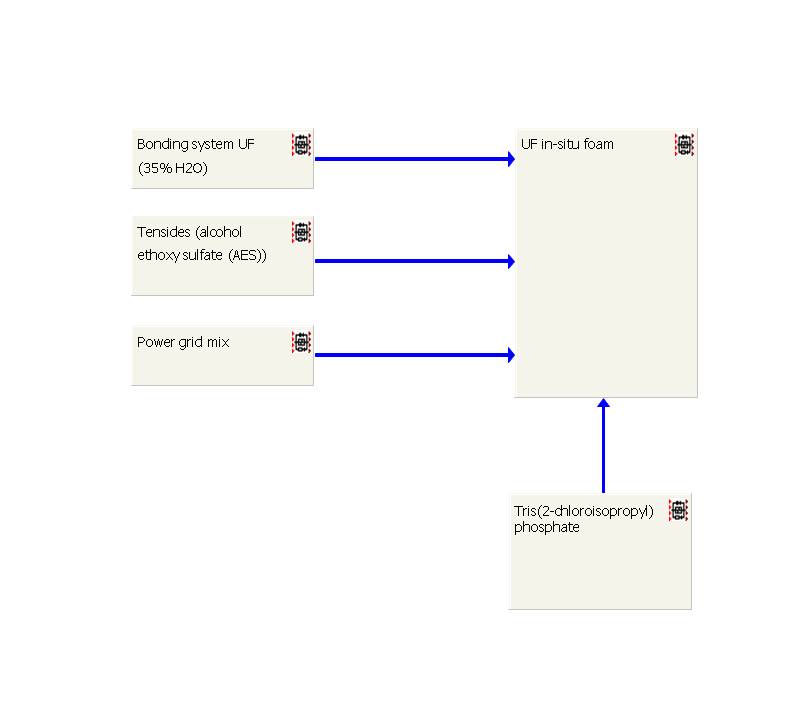 Bonding system UF
(35% H2O)
UF in-situ foam
Tensides (alcohol
ethoxy sulfate (AES))
Power grid mix
Tris(2-chloroisopropyl)
phosphate